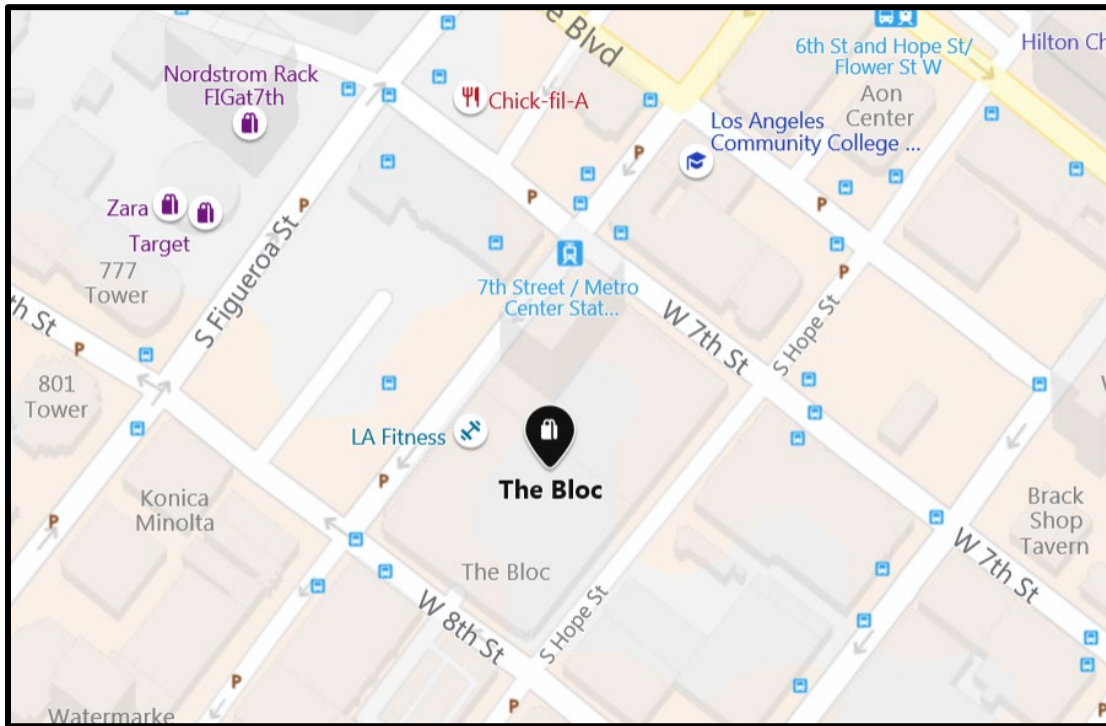 e Blvd
6th St and Hope St/
Flower St W
Hilton Ch
Nordstrom Rack
FIGat7th
Chick-fil-A
Aon
Center
Los Angeles
Community College ...
Zara
Target
777
Tower
S Figueroa St
7th Street / Metro
Center Stat...
W 7th St
S Hope St
th St
801
Tower
LA Fitness
The Bloc
Konica
Minolta
Brack
Shop
Tavern
The Bloc
W 7th St
W 8th St
S Hope St
Watermarke
P
P
P
P
P
P
P
P
P
P
P
P